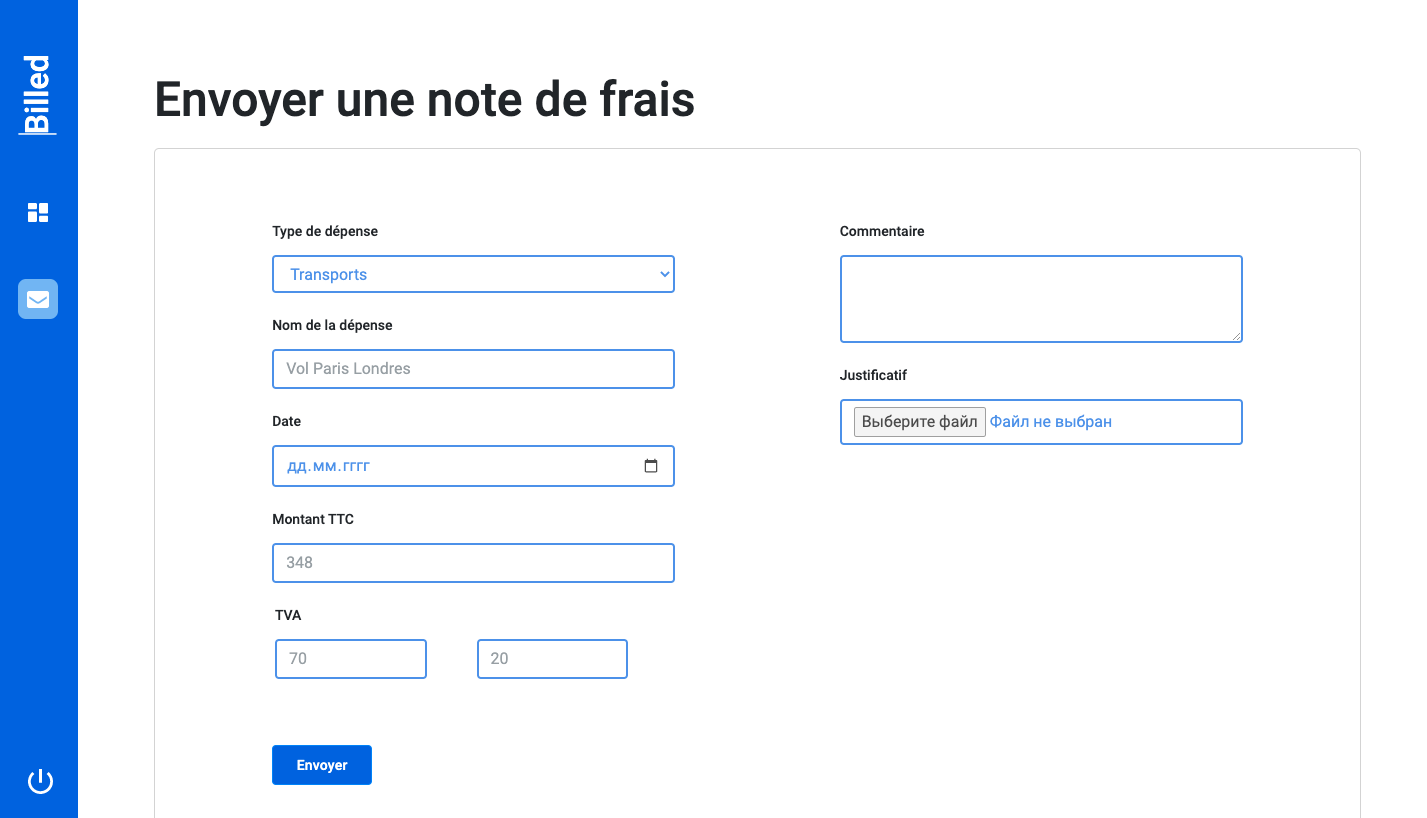 Billed
Envoyer une note de frais
Type de dépense
Transports
Nom de la dépense
Vol Paris Londres
Date
дд.мм.гггг
Montant TTC
348
TVA
70 20
Envoyer
Commentaire
Justificatif
Выберите файл Файл не выбран